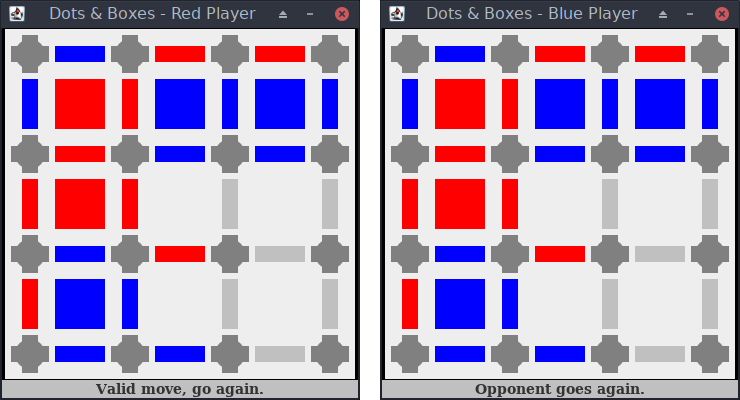 Dots & Boxes - Red Player
Dots & Boxes - Blue Player
Valid move, go again.
Opponent goes again.